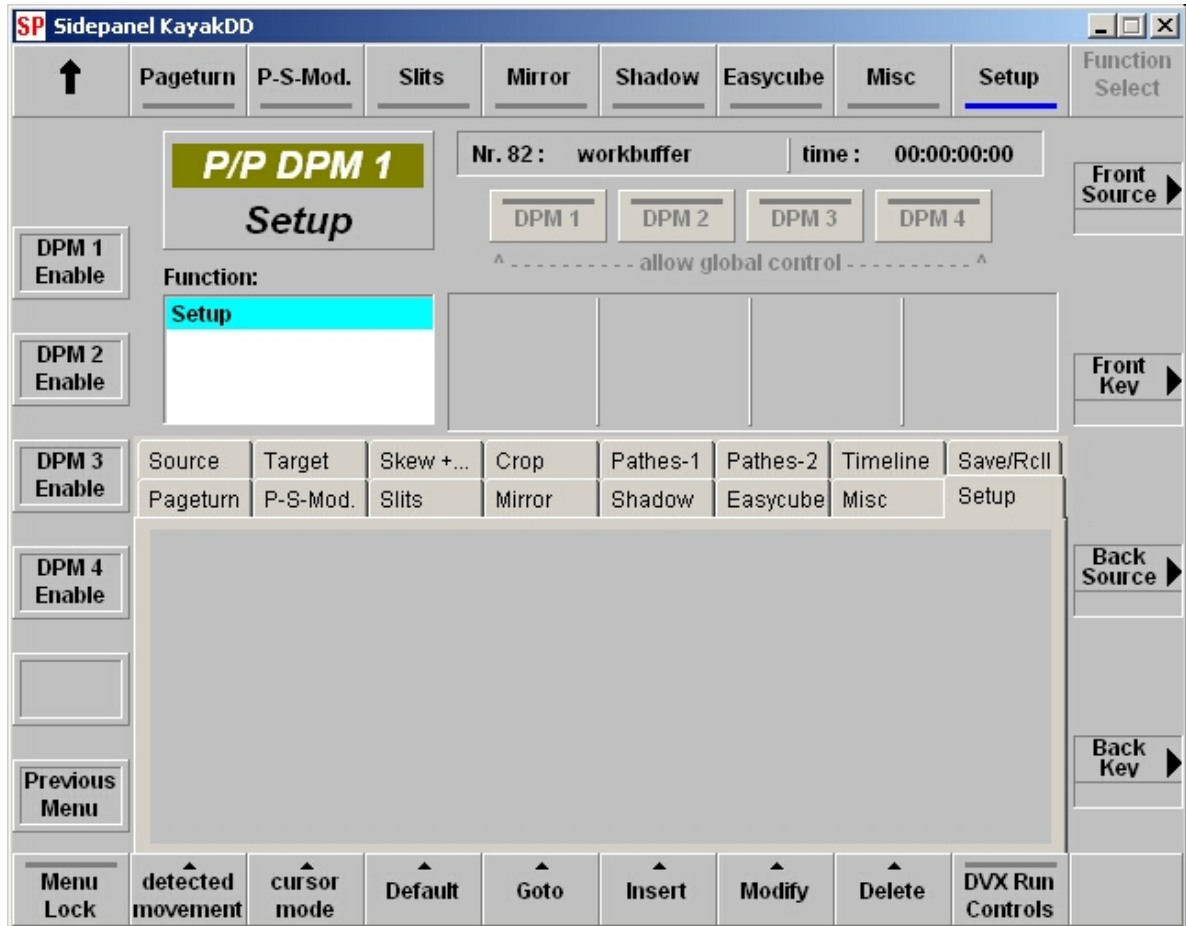 SP Sidepanel KayakDD
Pageturn P-S-Mod. Slits Mirror Shadow Easycube Misc Setup Function Select
P/P DPM 1
Setup
Nr. 82 : workbuffer time : 00:00:00:00
DPM 1 DPM 2 DPM 3 DPM 4
^ - - - - - - - - - - allow global control - - - - - - - - - - ^
Function:
Setup
DPM 1
Enable
DPM 2
Enable
DPM 3
Enable
DPM 4
Enable
Previous
Menu
Front
Source
Front
Key
Back
Source
Back
Key
Source Target Skew +... Crop Pathes-1 Pathes-2 Timeline Save/Rcll
Pageturn P-S-Mod. Slits Mirror Shadow Easycube Misc Setup
Menu Lock detected movement cursor mode Default Goto Insert Modify Delete DVX Run Controls